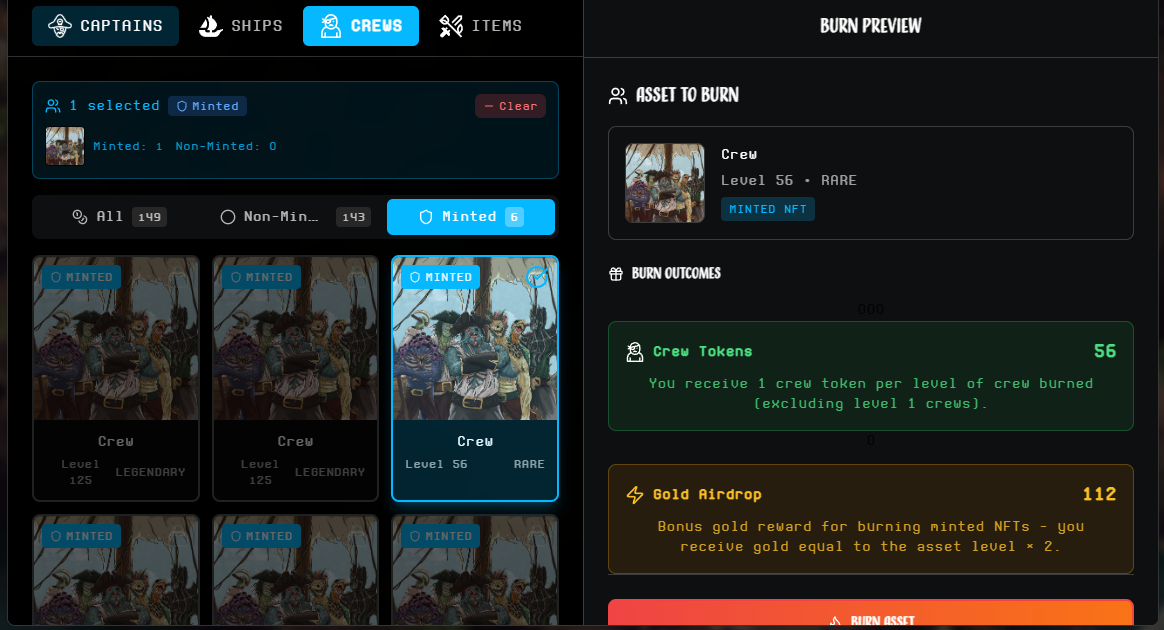 CAPTAINS
SHIPS
CREWS
ITEMS
1 selected
Minted
Clear
Minted: 1 Non-Minted: 0
All 149
Non-Min… 143
Minted 6
MINTED
MINTED
MINTED
Crew
Level 125
LEGENDARY
Crew
Level 125
LEGENDARY
Crew
Level 56
RARE
MINTED
MINTED
MINTED
BURN PREVIEW
ASSET TO BURN
Crew
Level 56 • RARE
MINTED NFT
BURN OUTCOMES
000
Crew Tokens 56
You receive 1 crew token per level of crew burned
(excluding level 1 crews).
0
Gold Airdrop 112
Bonus gold reward for burning minted NFTs - you
receive gold equal to the asset level × 2.
BURN ASSET